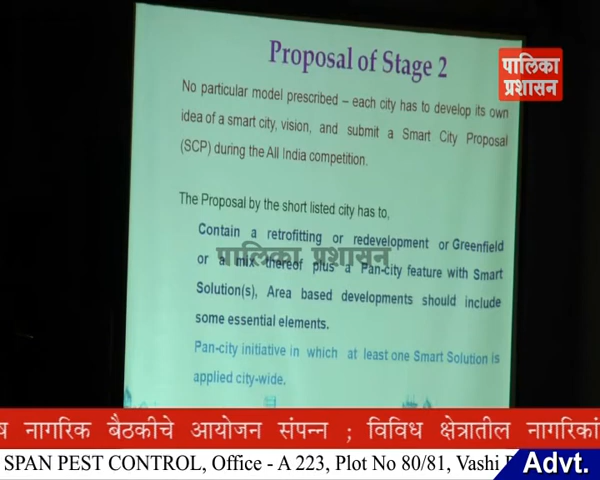 Proposal of Stage 2
पालिका
प्रशासन
No particular model prescribed – each city has to develop its own
idea of a smart city, vision, and submit a Smart City Proposal
(SCP) during the All India competition.
The Proposal by the short listed city has to,
Contain a retrofitting or redevelopment or Greenfield
पालिका प्रशासन
or a mix thereof plus a Pan-city feature with Smart
Solution(s), Area based developments should include
some essential elements.
Pan-city initiative in which at least one Smart Solution is
applied city-wide.
नागरिक बैठकीचे आयोजन संपन्न ; विविध क्षेत्रातील नागरिकां
SPAN PEST CONTROL, Office - A 223, Plot No 80/81, Vashi
Advt.